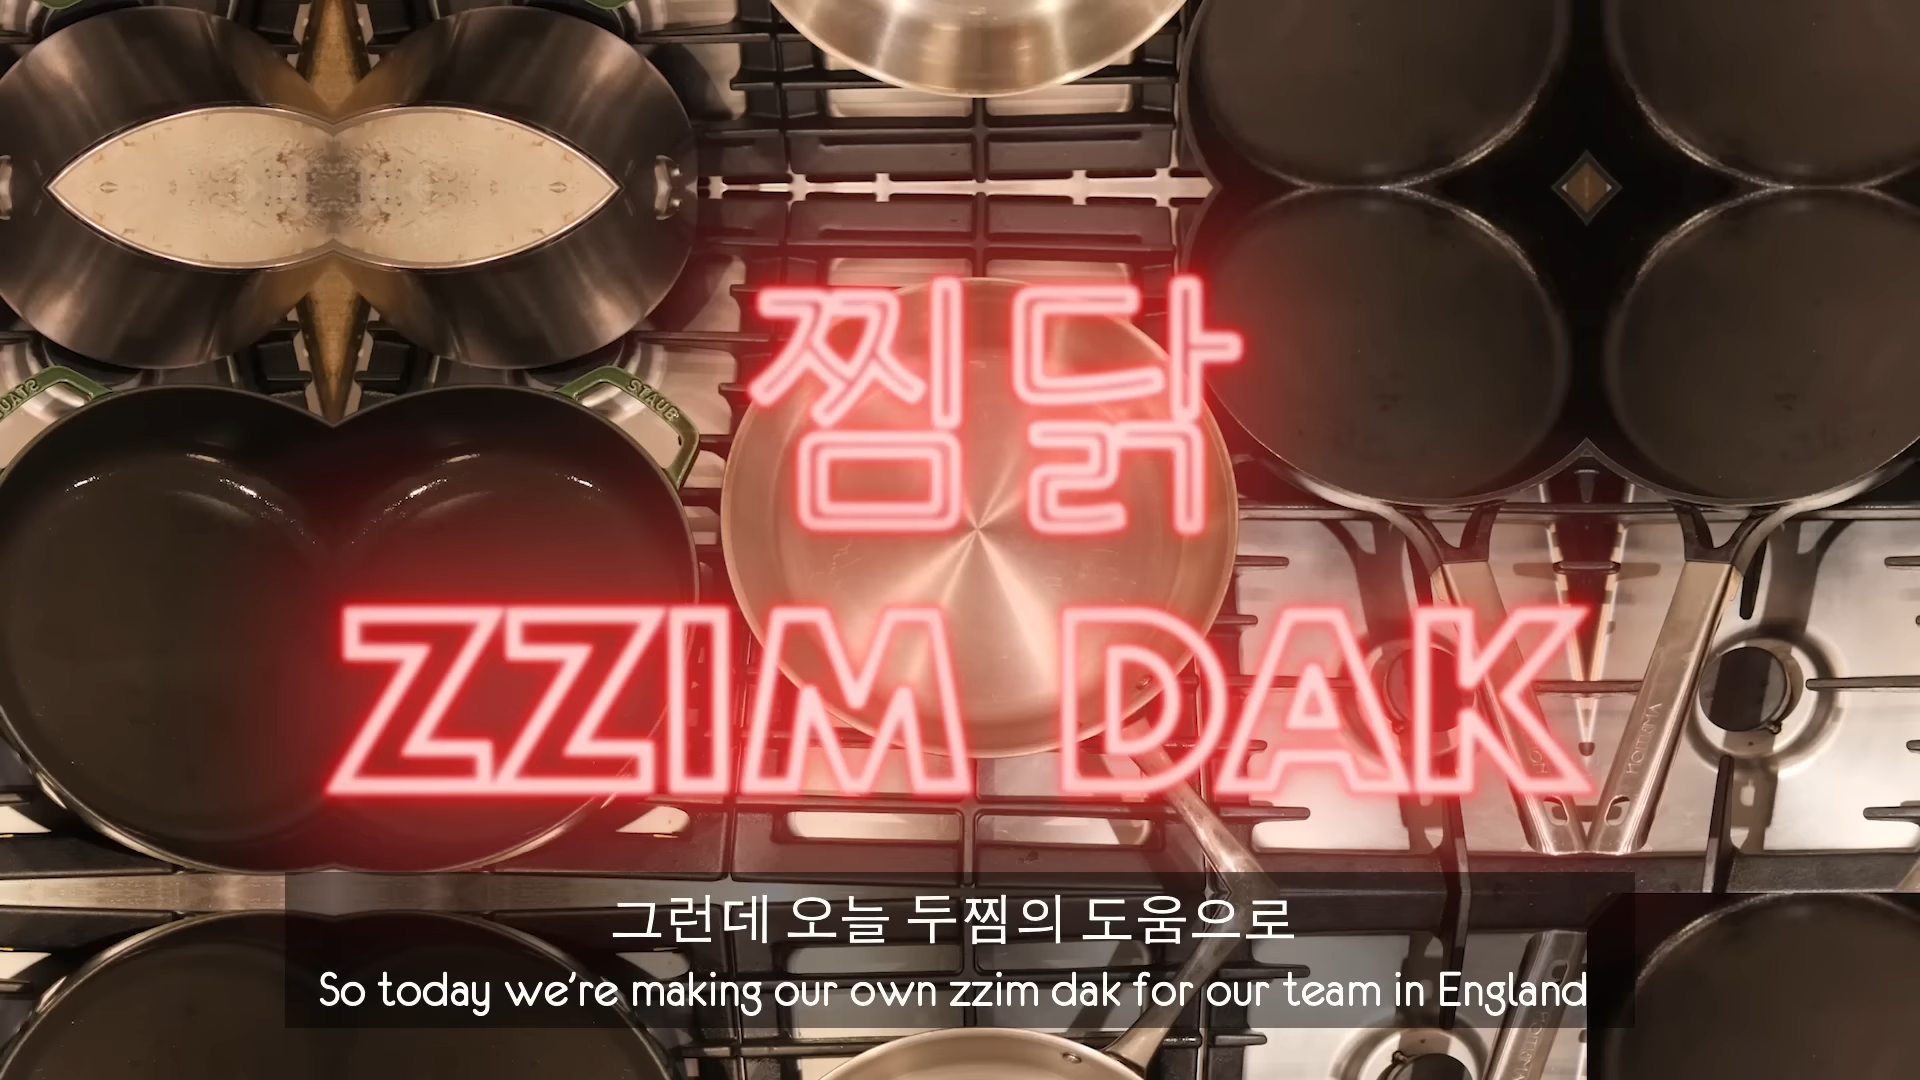 찜닭
ZZIM DAK
STAUB
그런데 오늘 두찜의 도움으로
So today we're making our own zzim dak for our team in England